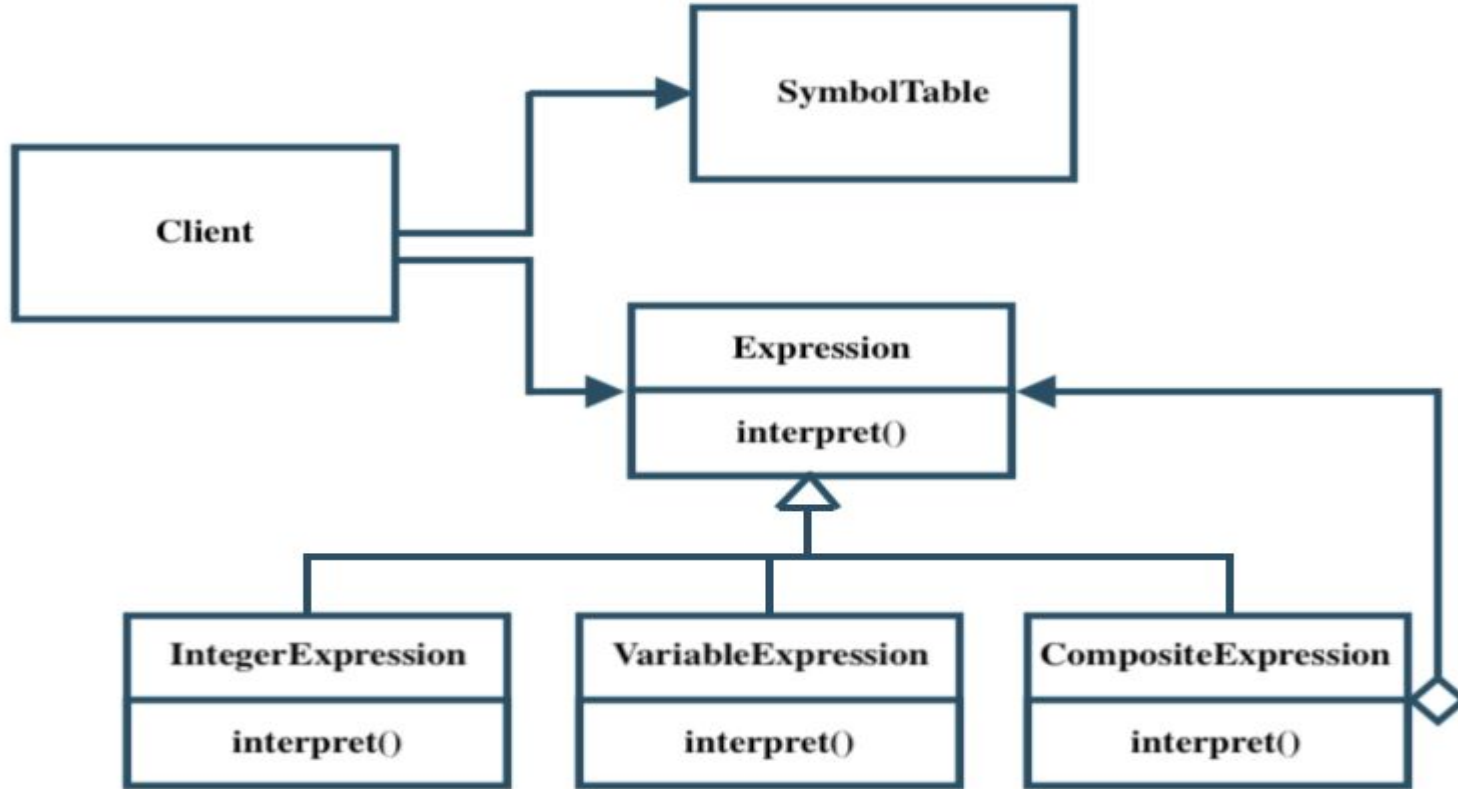 SymbolTable
Client
Expression
interpret()
IntegerExpression
VariableExpression
CompositeExpression
interpret()
interpret()
interpret()